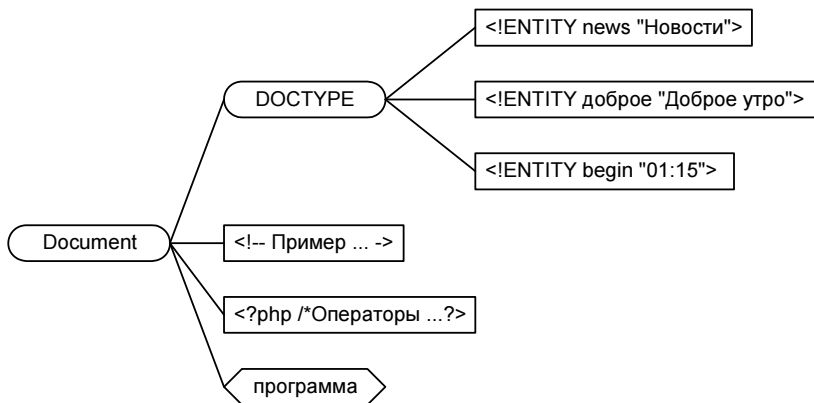 <!ENTITY news "Новости">
DOCTYPE
<!ENTITY доброе "Доброе утро">
<!ENTITY begin "01:15">
Document
<!-- Пример ... ->
<?php /*Операторы ...?>
программа